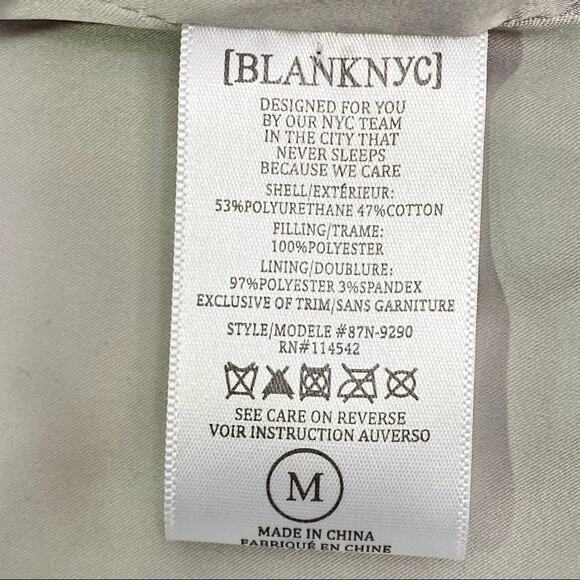 [BLANKNYC]
DESIGNED FOR YOU
BY OUR NYC TEAM
IN THE CITY THAT
NEVER SLEEPS
BECAUSE WE CARE
SHELL/EXTÉRIEUR:
53%POLYURETHANE 47%COTTON
FILLING/TRAME:
100%POLYESTER
LINING/DOUBLURE:
97%POLYESTER 3%SPANDEX
EXCLUSIVE OF TRIM/SANS GARNITURE
STYLE/MODELE #87N-9290
RN#114542
SEE CARE ON REVERSE
VOIR INSTRUCTION AUVERSO
M
MADE IN CHINA
FABRIQUÉ EN CHINE